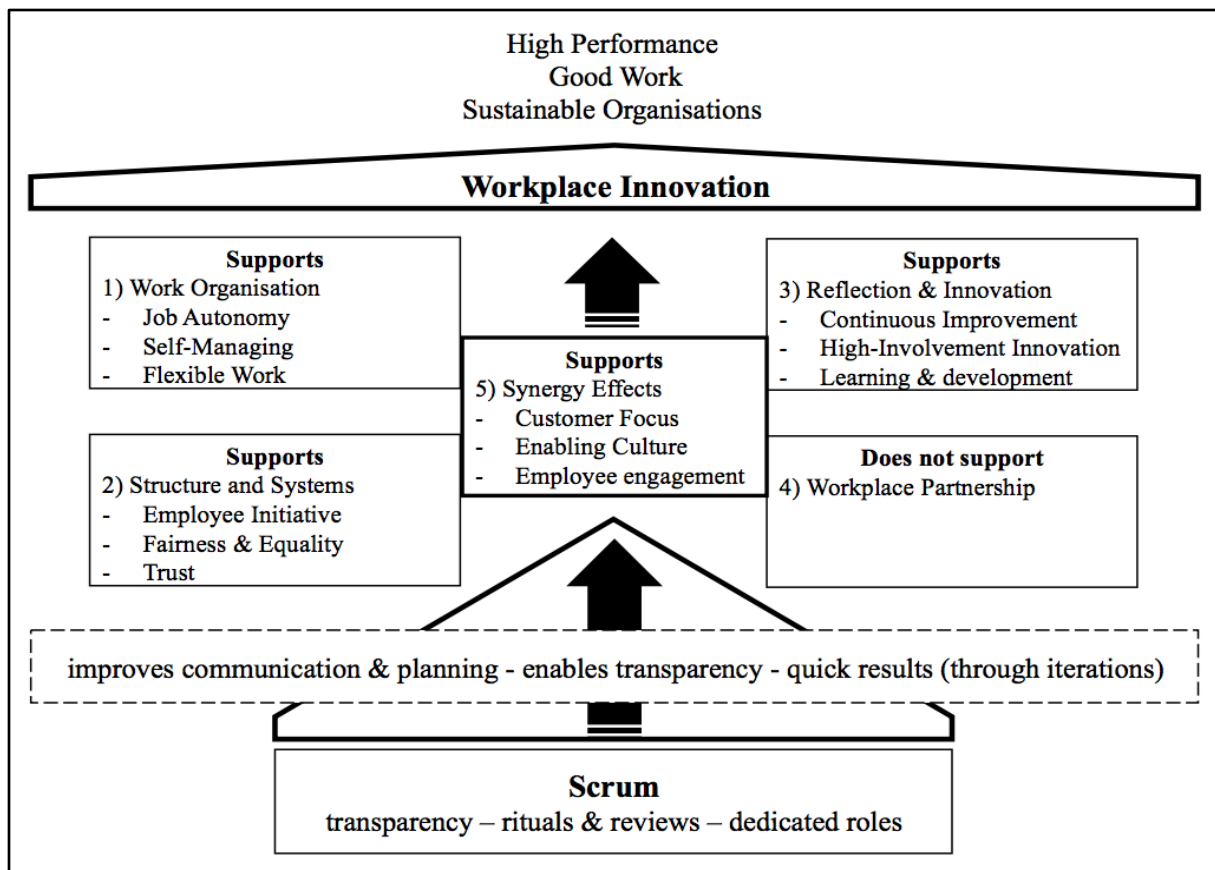 High Performance
Good Work
Sustainable Organisations
Workplace Innovation
Supports
1) Work Organisation
- Job Autonomy
- Self-Managing
- Flexible Work
Supports
2) Structure and Systems
- Employee Initiative
- Fairness & Equality
- Trust
Supports
5) Synergy Effects
- Customer Focus
- Enabling Culture
- Employee engagement
Supports
3) Reflection & Innovation
- Continuous Improvement
- High-Involvement Innovation
- Learning & development
Does not support
4) Workplace Partnership
improves communication & planning - enables transparency - quick results (through iterations)
Scrum
transparency – rituals & reviews – dedicated roles